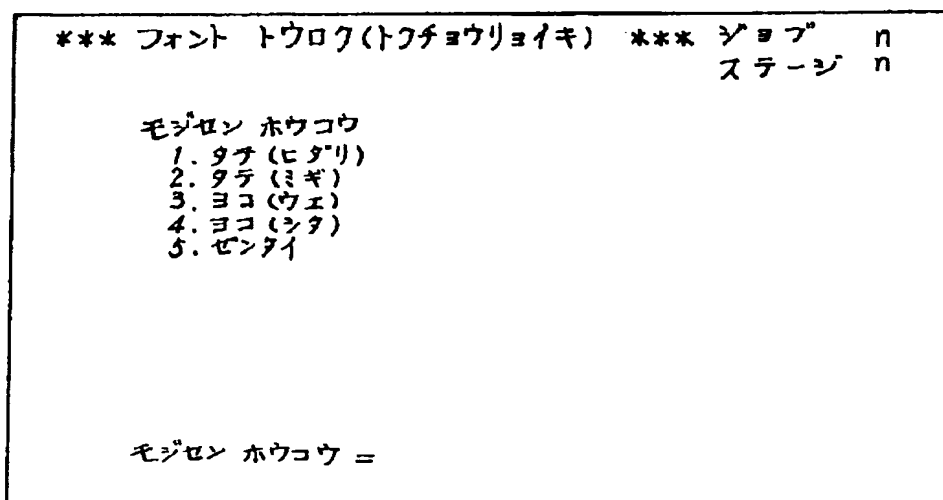 *** フォント トウロク(トクチョウリョイキ) *** ジョブ n
ステージ n
モジセン ホウコウ
1. タテ (ヒダリ)
2. タテ (ミギ)
3. ヨコ (ウエ)
4. ヨコ (シタ)
5. ゼンタイ
モジセン ホウコウ =